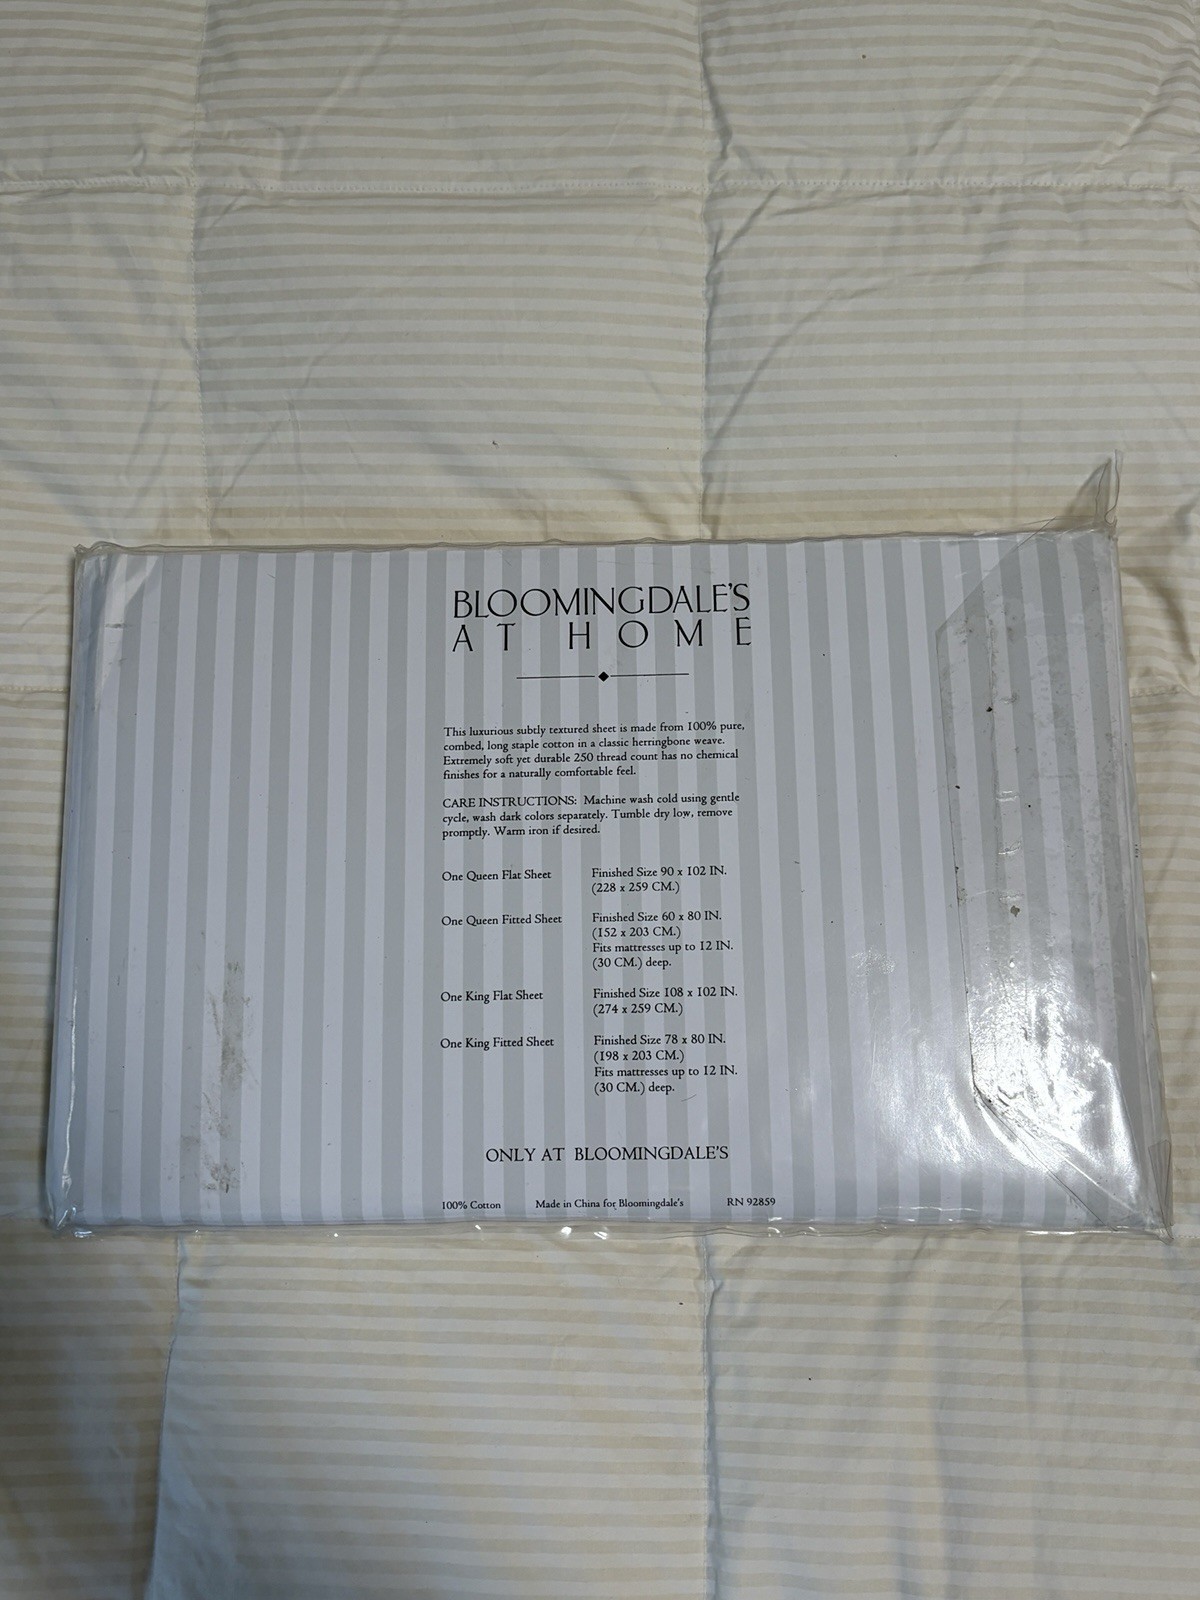 BLOOMINGDALE'S
AT HOME
This luxurious subtly textured sheet is made from 100% pure,
combed, long staple cotton in a classic herringbone weave.
Extremely soft yet durable 250 thread count has no chemical
finishes for a naturally comfortable feel.
CARE INSTRUCTIONS: Machine wash cold using gentle
cycle, wash dark colors separately. Tumble dry low, remove
promptly. Warm iron if desired.
One Queen Flat Sheet Finished Size 90 x 102 IN.
(228 x 259 CM.)
One Queen Fitted Sheet Finished Size 60 x 80 IN.
(152 x 203 CM.)
Fits mattresses up to 12 IN.
(30 CM.) deep.
One King Flat Sheet Finished Size 108 x 102 IN.
(274 x 259 CM.)
One King Fitted Sheet Finished Size 78 x 80 IN.
(198 x 203 CM.)
Fits mattresses up to 12 IN.
(30 CM.) deep.
ONLY AT BLOOMINGDALE'S
100% Cotton Made in China for Bloomingdale's RN 92859